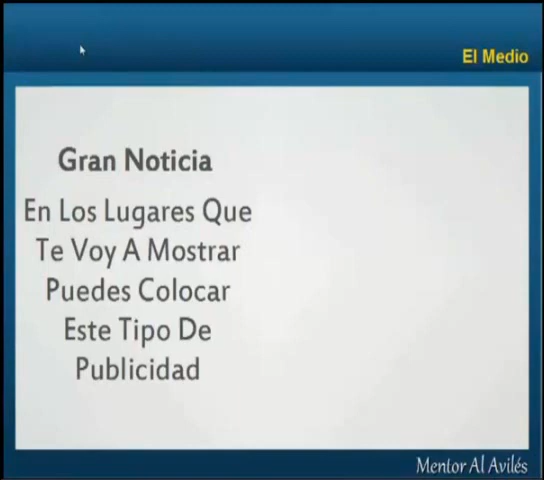 El Medio
Gran Noticia
En Los Lugares Que
Te Voy A Mostrar
Puedes Colocar
Este Tipo De
Publicidad
Mentor Al Avilés